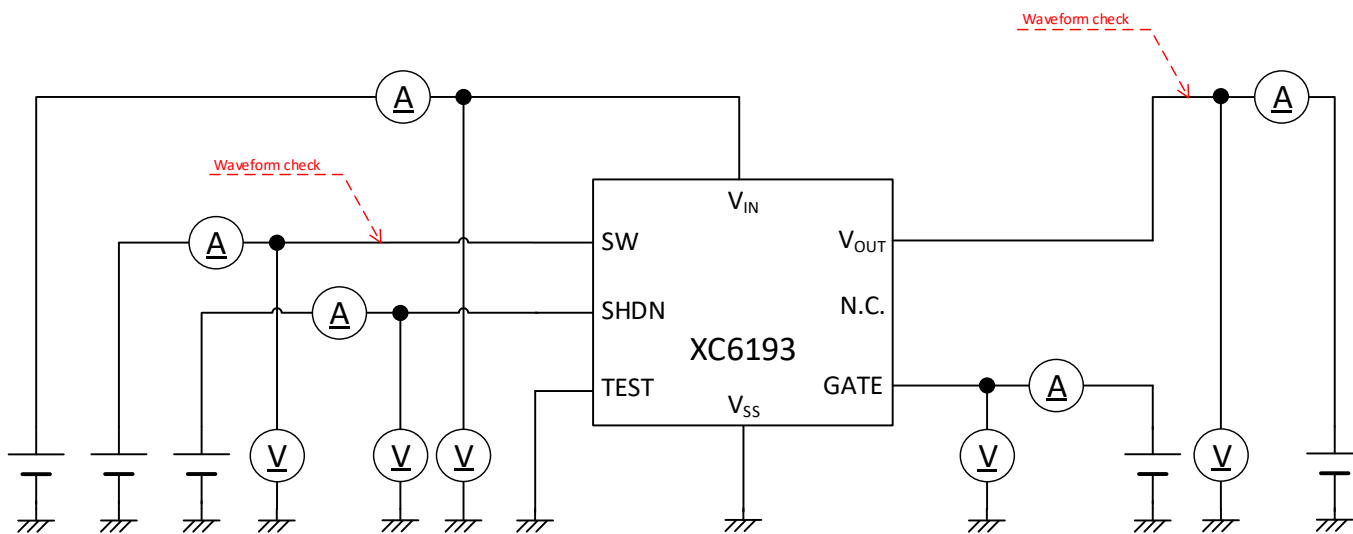 Waveform check
A
A
Waveform check
A
VIN
SW
VOUT
A
SHDN
N.C.
XC6193
TEST
GATE
A
VSS
V
V
V
V
V